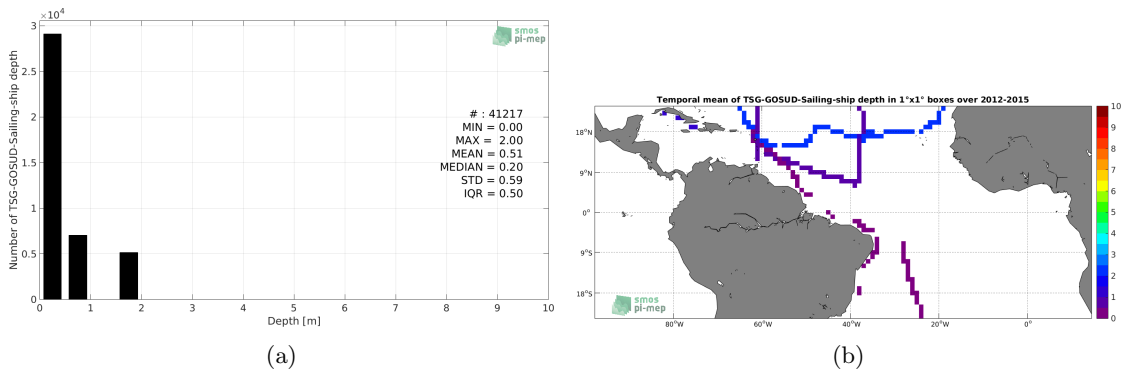 ×10⁴
3
2.5
2
1.5
1
0.5
0
0
1
2
3
4
5
6
7
8
9
10
Number of TSG-GOSUD-Sailing-ship depth
Depth [m]
smos
pi-mep
# : 41217
MIN = 0.00
MAX = 2.00
MEAN = 0.51
MEDIAN = 0.20
STD = 0.59
IQR = 0.50
(a)
Temporal mean of TSG-GOSUD-Sailing-ship depth in 1°x1° boxes over 2012-2015
18°N
9°N
0°
9°S
18°S
80°W
60°W
40°W
20°W
0°
smos
pi-mep
10
9
8
7
6
5
4
3
2
1
0
(b)